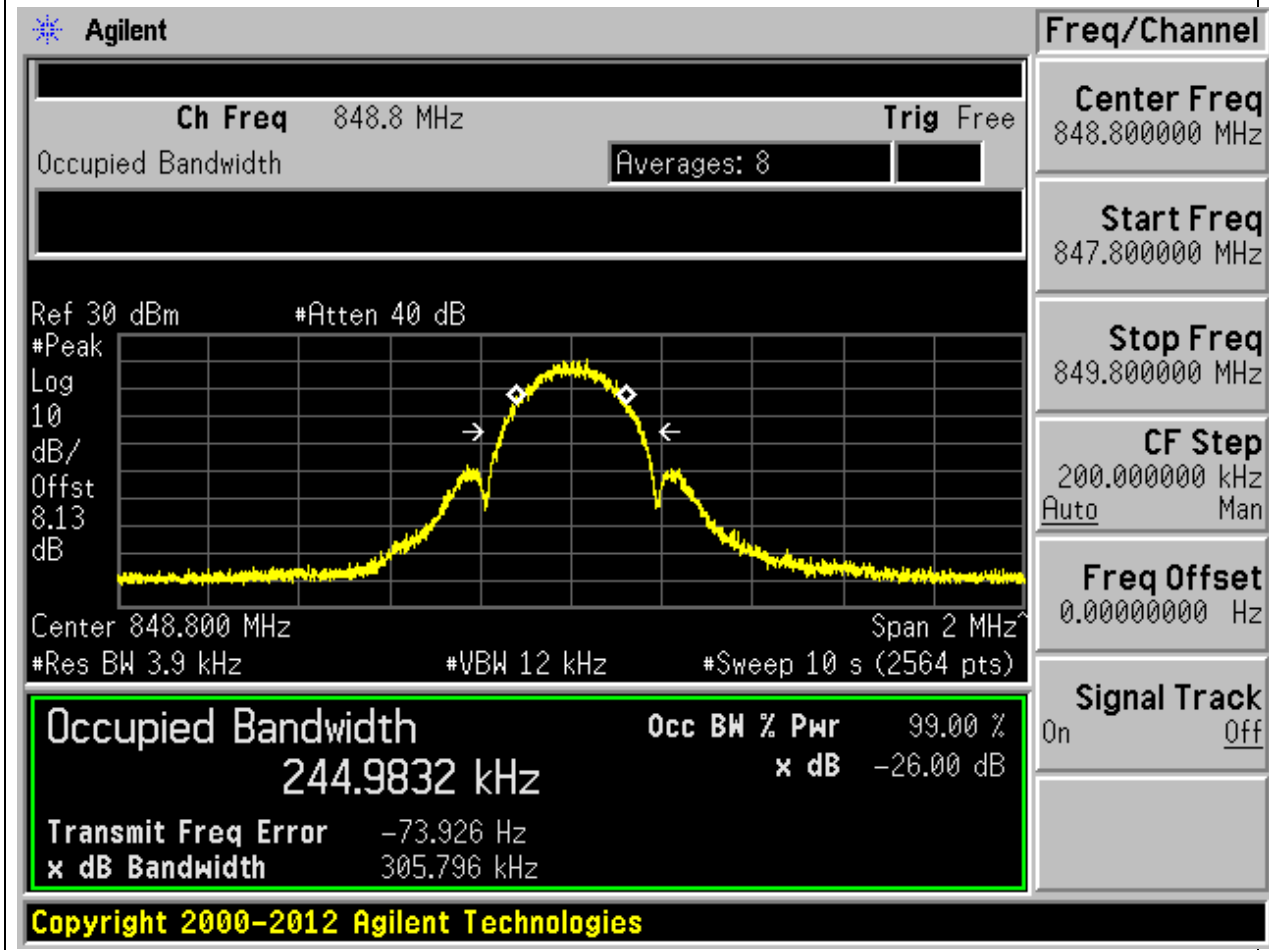 Agilent
Freq/Channel
Ch Freq 848.8 MHz Trig Free
Occupied Bandwidth Averages: 8
Center Freq
848.800000 MHz
Start Freq
847.800000 MHz
Stop Freq
849.800000 MHz
CF Step
200.000000 kHz
Auto Man
Freq Offset
0.00000000 Hz
Signal Track
On Off
Ref 30 dBm #Atten 40 dB
#Peak
Log
10
dB/
Offst
8.13
dB
Center 848.800 MHz Span 2 MHz^
#Res BW 3.9 kHz #VBW 12 kHz #Sweep 10 s (2564 pts)
Occupied Bandwidth
244.9832 kHz
Occ BW % Pwr 99.00 %
x dB -26.00 dB
Transmit Freq Error -73.926 Hz
x dB Bandwidth 305.796 kHz
Copyright 2000-2012 Agilent Technologies